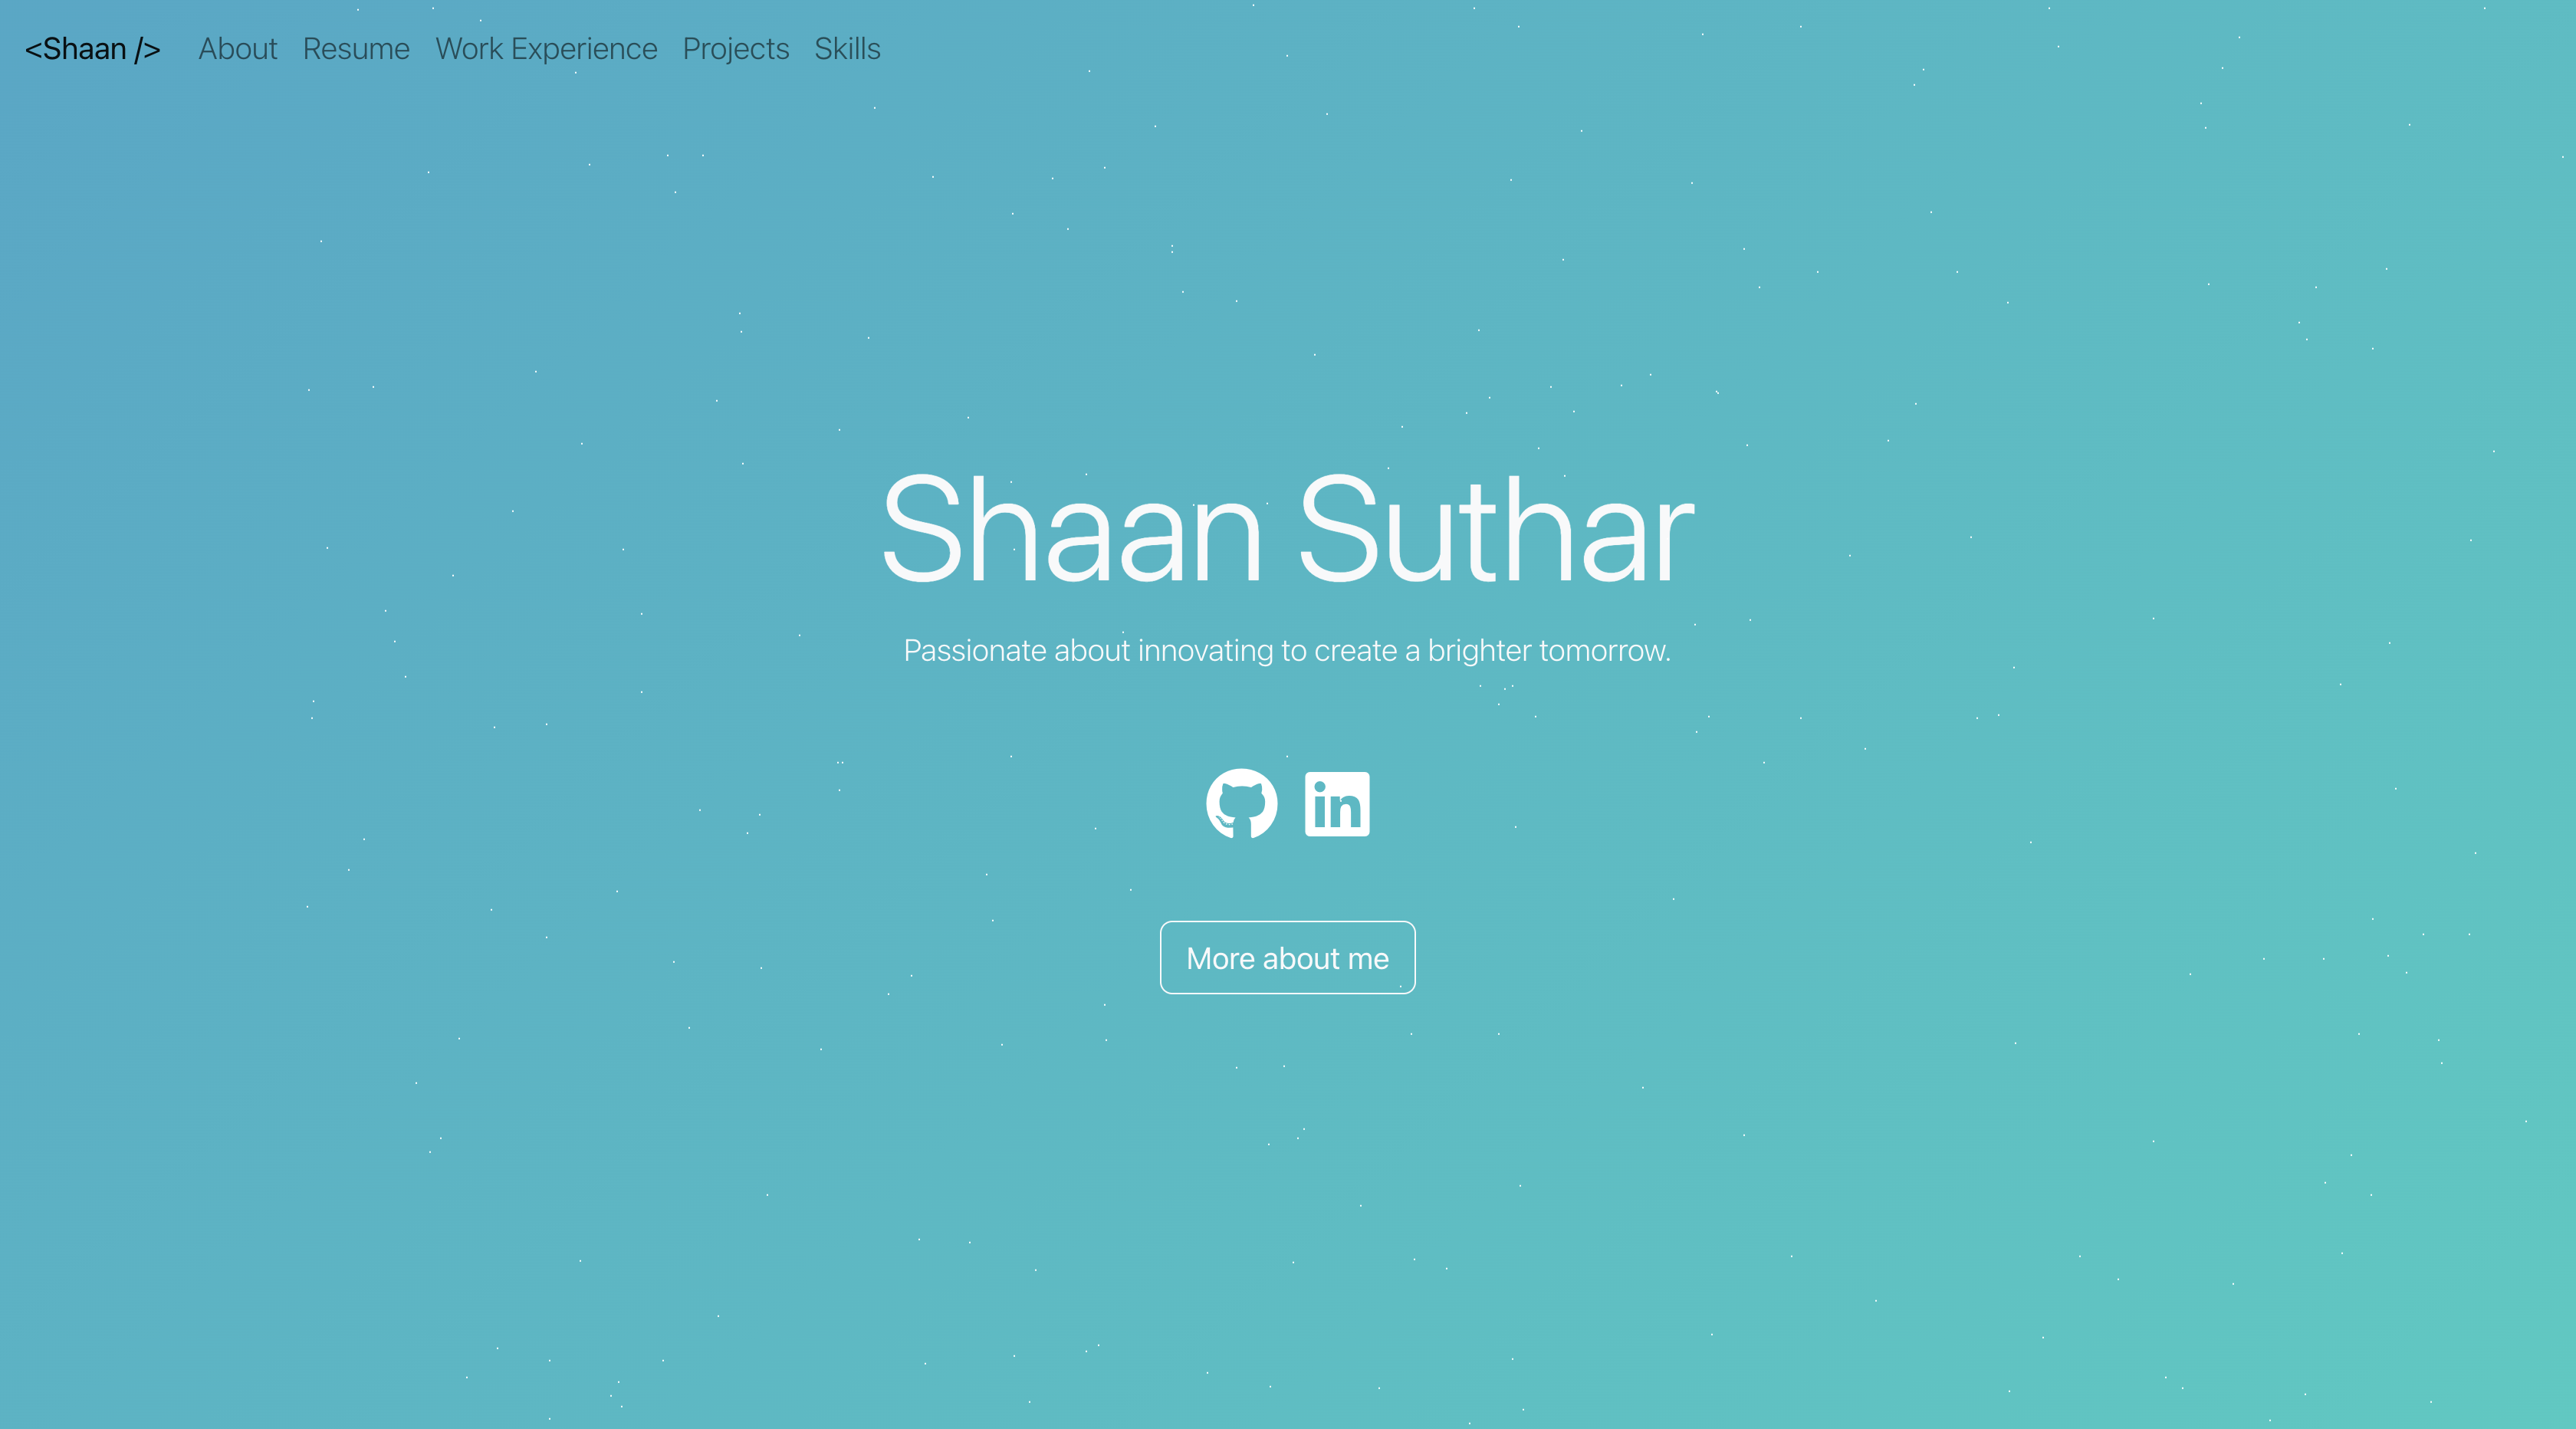 <Shaan /> About Resume Work Experience Projects Skills
Shaan Suthar
Passionate about innovating to create a brighter tomorrow.
in
More about me